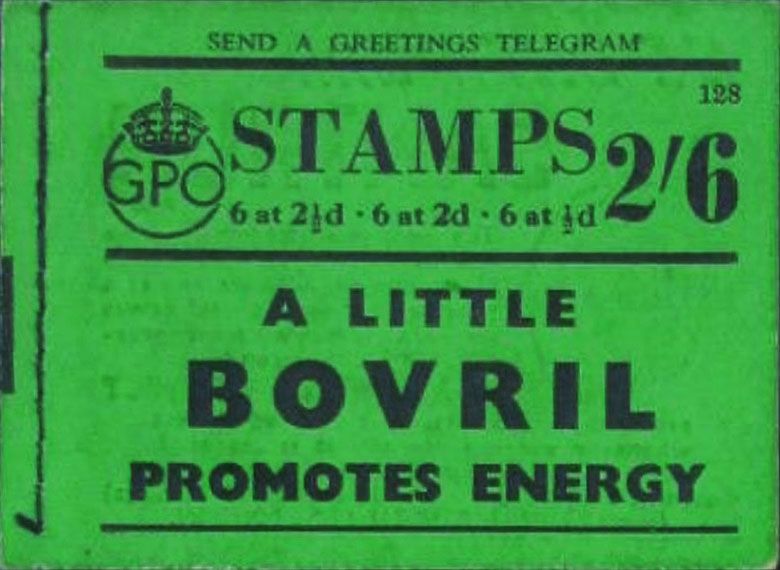 SEND A GREETINGS TELEGRAM
128
GPO
STAMPS 2/6
6 at 2½d · 6 at 2d · 6 at ½d
A LITTLE
BOVRIL
PROMOTES ENERGY